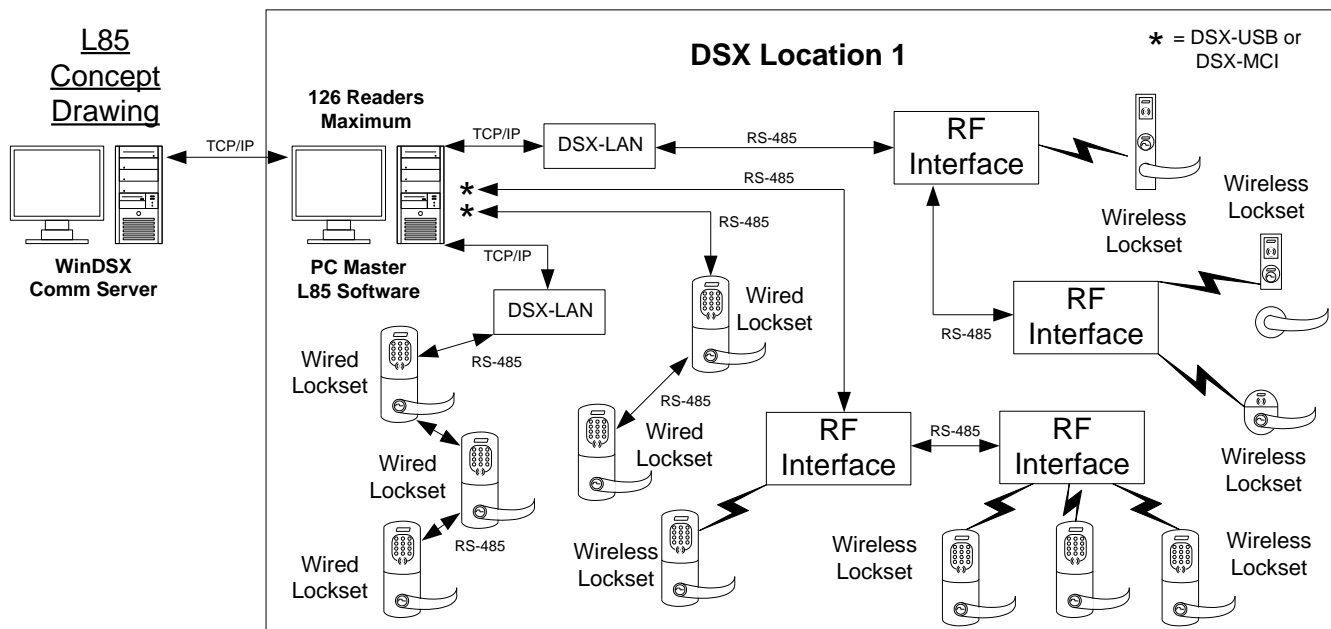 L85
Concept
Drawing
WinDSX
Comm Server
TCP/IP
DSX Location 1
* = DSX-USB or
DSX-MCI
126 Readers
Maximum
PC Master
L85 Software
TCP/IP
DSX-LAN
RS-485
RF
Interface
Wireless
Lockset
Wireless
Lockset
*
RS-485
*
RS-485
TCP/IP
DSX-LAN
RS-485
Wired
Lockset
Wired
Lockset
RS-485
Wired
Lockset
Wired
Lockset
RS-485
Wired
Lockset
RS-485
RF
Interface
Wireless
Lockset
RF
Interface
RS-485
RF
Interface
Wireless
Lockset
Wireless
Lockset
Wireless
Lockset